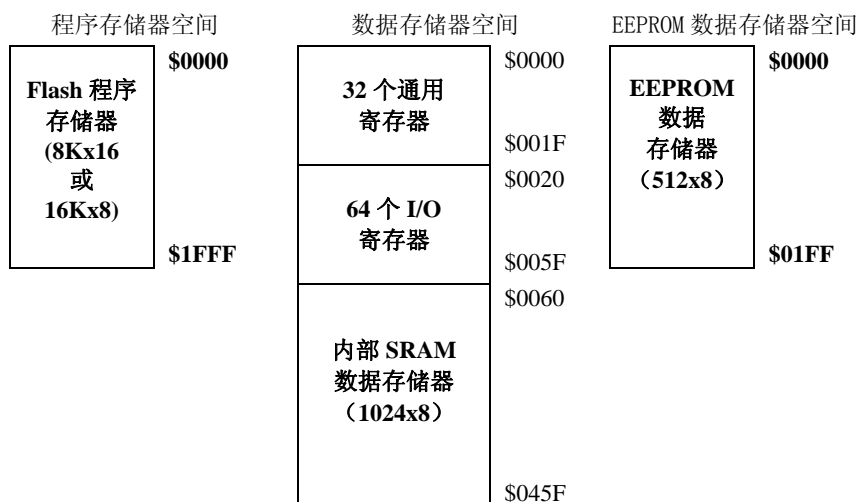 程序存储器空间
$0000
Flash 程序
存储器
(8Kx16
或
16Kx8)
$1FFF
数据存储器空间
$0000
32 个通用
寄存器
$001F
$0020
64 个 I/O
寄存器
$005F
$0060
内部 SRAM
数据存储器
（1024x8）
$045F
EEPROM 数据存储器空间
$0000
EEPROM
数据
存储器
（512x8）
$01FF